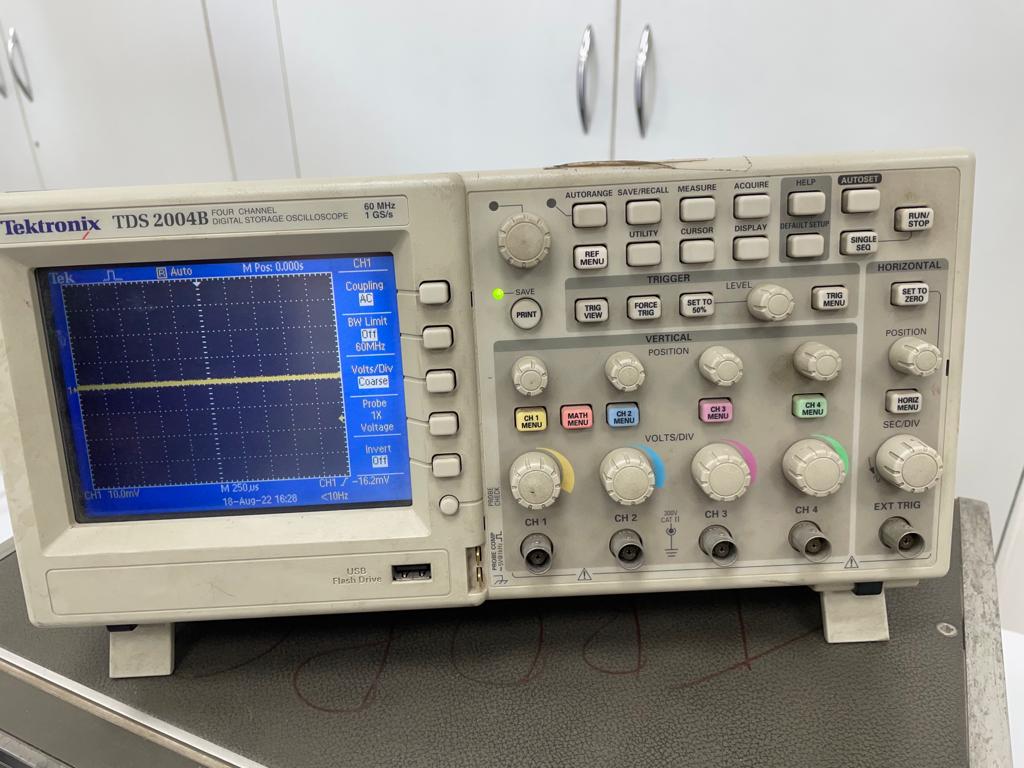 Tektronix TDS 2004B FOUR CHANNEL DIGITAL STORAGE OSCILLOSCOPE
60 MHz
1 GS/s
Tek R Auto M Pos: 0.000s CH1
Coupling
AC
BW Limit
Off
60MHz
Volts/Div
Coarse
Probe
1X
Voltage
Invert
Off
CH1 10.0mV M 250µs CH1 -16.2mV
18-Aug-22 16:28 <10Hz
USB
Flash Drive
AUTORANGE SAVE/RECALL MEASURE ACQUIRE HELP AUTOSET
REF MENU
UTILITY CURSOR DISPLAY DEFAULT SETUP
SINGLE SEQ
RUN/STOP
SAVE
PRINT
TRIGGER
TRIG VIEW
FORCE TRIG
SET TO 50%
LEVEL
TRIG MENU
HORIZONTAL
SET TO ZERO
POSITION
HORIZ MENU
SEC/DIV
VERTICAL
POSITION
CH 1 MENU
MATH MENU
CH 2 MENU
CH 3 MENU
CH 4 MENU
VOLTS/DIV
CH 1 CH 2 CH 3 CH 4 EXT TRIG
300V
CAT II
PROBE CHECK
PROBE COMP